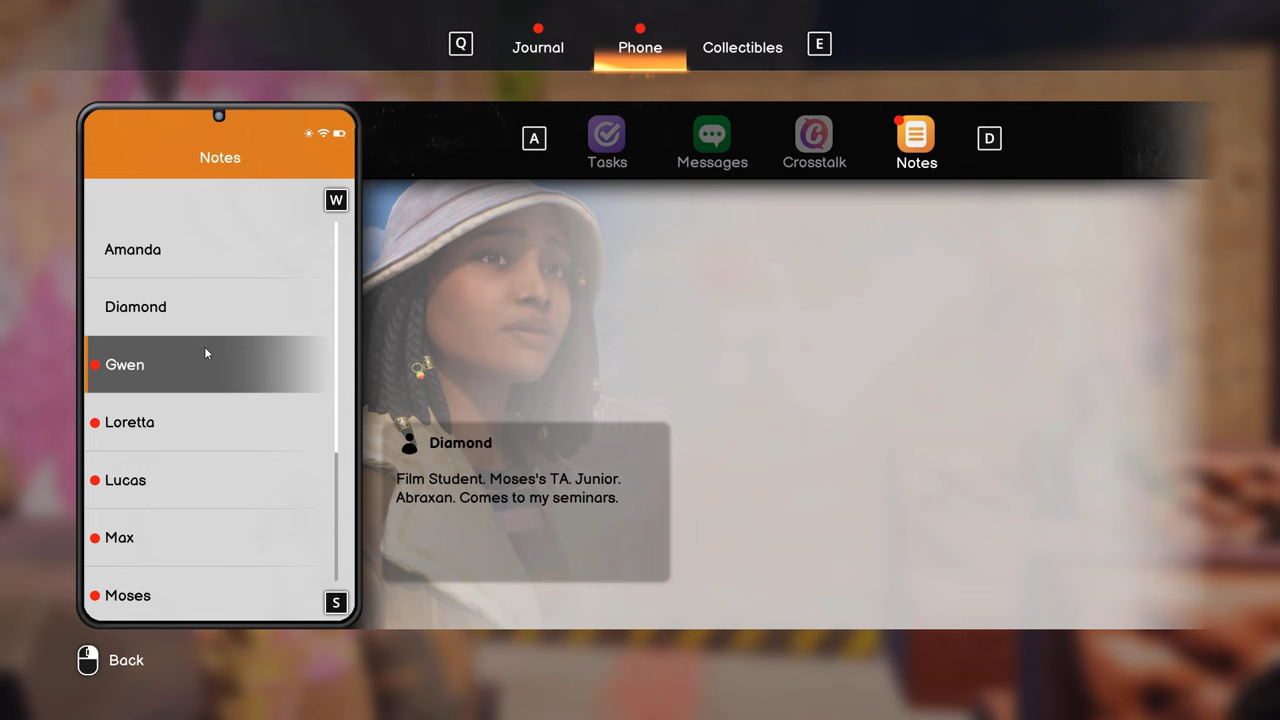 Q
Journal
Phone
Collectibles
E
Notes
A
Tasks
Messages
Crosstalk
Notes
D
W
Amanda
Diamond
Gwen
Loretta
Lucas
Max
Moses
S
Diamond
Film Student. Moses's TA. Junior.
Abraxan. Comes to my seminars.
Back